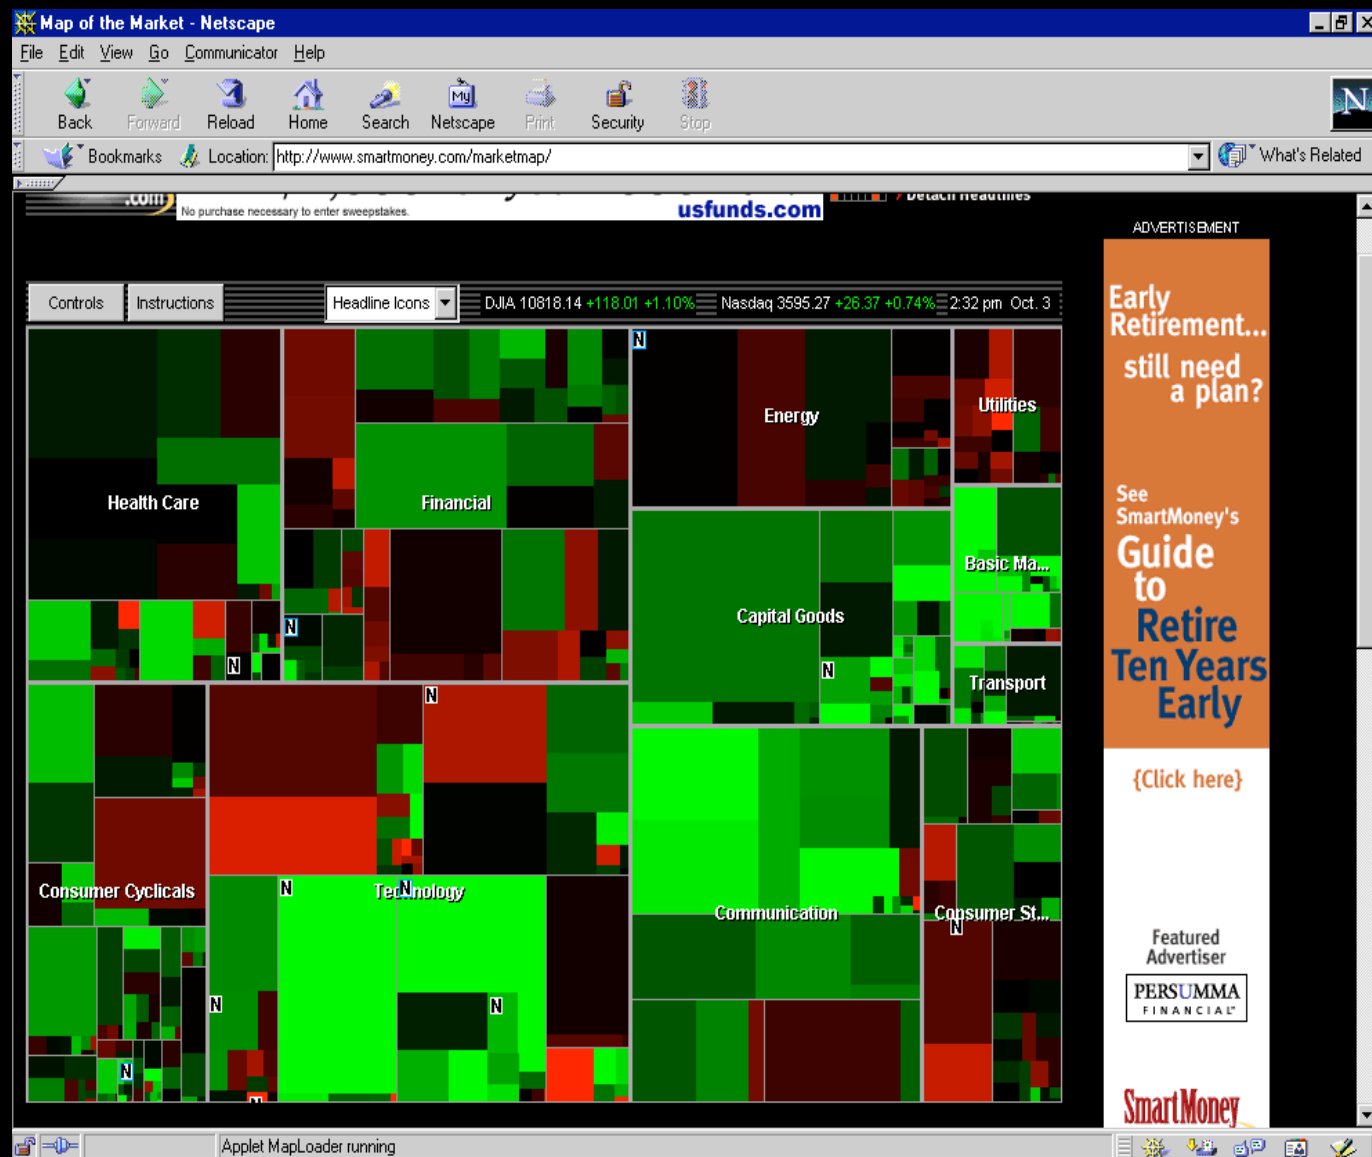 Map of the Market - Netscape
File Edit View Go Communicator Help
Back Forward Reload Home Search Netscape Print Security Stop
My
N
Bookmarks Location: http://www.smartmoney.com/marketmap/ What's Related
.com
No purchase necessary to enter sweepstakes.
usfunds.com
Detach Headlines
ADVERTISEMENT
Controls Instructions Headline Icons DJIA 10818.14 +118.01 +1.10% Nasdaq 3595.27 +26.37 +0.74% 2:32 pm Oct. 3
Early
Retirement...
still need
a plan?
N
Energy
Utilities
Health Care
Financial
See
SmartMoney's
Guide
to
Retire
Ten Years
Early
Basic Ma...
Capital Goods
N
N
N
Transport
N
{Click here}
Consumer Cyclicals
N
Technology
N
Communication
Consumer St...
N
Featured
Advertiser
PERSUMMA
FINANCIAL
N
N
N
N
SmartMoney
Applet MapLoader running